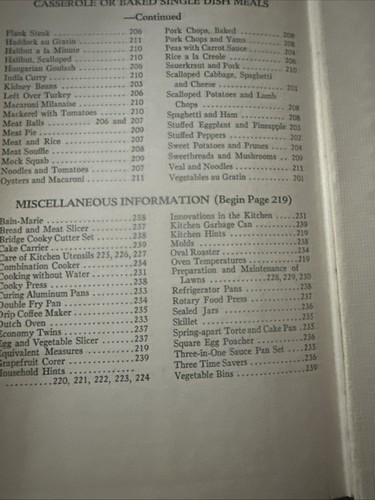 CASSEROLE OR BAKED SINGLE DISH MEALS
—Continued
Flank Steak 206
Haddock au Gratin 211
Halibut a la Minute 210
Halibut, Scalloped 210
Hungarian Goulash 206
India Curry 210
Kidney Beans 203
Left Over Turkey 206
Macaroni Milanaise 210
Mackerel with Tomatoes 210
Meat Balls 206 and 207
Meat Pie 209
Meat and Rice 207
Meat Souffle 208
Mock Squab 209
Noodles and Tomatoes 207
Oysters and Macaroni 211
Pork Chops, Baked 208
Pork Chops and Yams 208
Peas with Carrot Sauce 204
Rice a la Creole 206
Sauerkraut and Pork 210
Scalloped Cabbage, Spaghetti
and Cheese 201
Scalloped Potatoes and Lamb
Chops 208
Spaghetti and Ham 208
Stuffed Eggplant and Pineapple 203
Stuffed Peppers 202
Sweet Potatoes and Prunes 204
Sweetbreads and Mushrooms 209
Veal and Noodles 211
Vegetables au Gratin 201
MISCELLANEOUS INFORMATION (Begin Page 219)
Bain-Marie 238
Bread and Meat Slicer 237
Bridge Cooky Cutter Set 238
Cake Carrier 239
Care of Kitchen Utensils 225, 226, 227
Combination Cooker 234
Cooking without Water 231
Cooky Press 238
Curing Aluminum Pans 233
Double Fry Pan 234
Drip Coffee Maker 235
Dutch Oven 233
Economy Twins 237
Egg and Vegetable Slicer 237
Equivalent Measures 219
Grapefruit Corer 239
Household Hints
220, 221, 222, 223, 224
Innovations in the Kitchen 231
Kitchen Garbage Can 239
Kitchen Hints 219
Molds 238
Oval Roaster 234
Oven Temperatures 219
Preparation and Maintenance of
Lawns 228, 229, 230
Refrigerator Pans 238
Rotary Food Press 237
Sealed Jars 236
Skillet 235
Spring-apart Torte and Cake Pan 235
Square Egg Poacher 236
Three-in-One Sauce Pan Set 235
Three Time Savers 236
Vegetable Bins 239